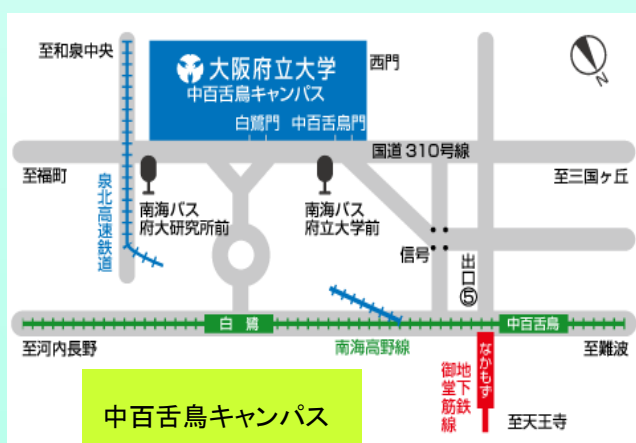 至和泉中央
大阪府立大学
中百舌鳥キャンパス
西門
白鷺門
中百舌鳥門
N
国道310号線
至福町
至三国ヶ丘
泉北高速鉄道
南海バス
府大研究所前
南海バス
府立大学前
信号
出口⑤
白鷺
中百舌鳥
至河内長野
南海高野線
なかもず
至難波
地下鉄
御堂筋線
至天王寺
中百舌鳥キャンパス